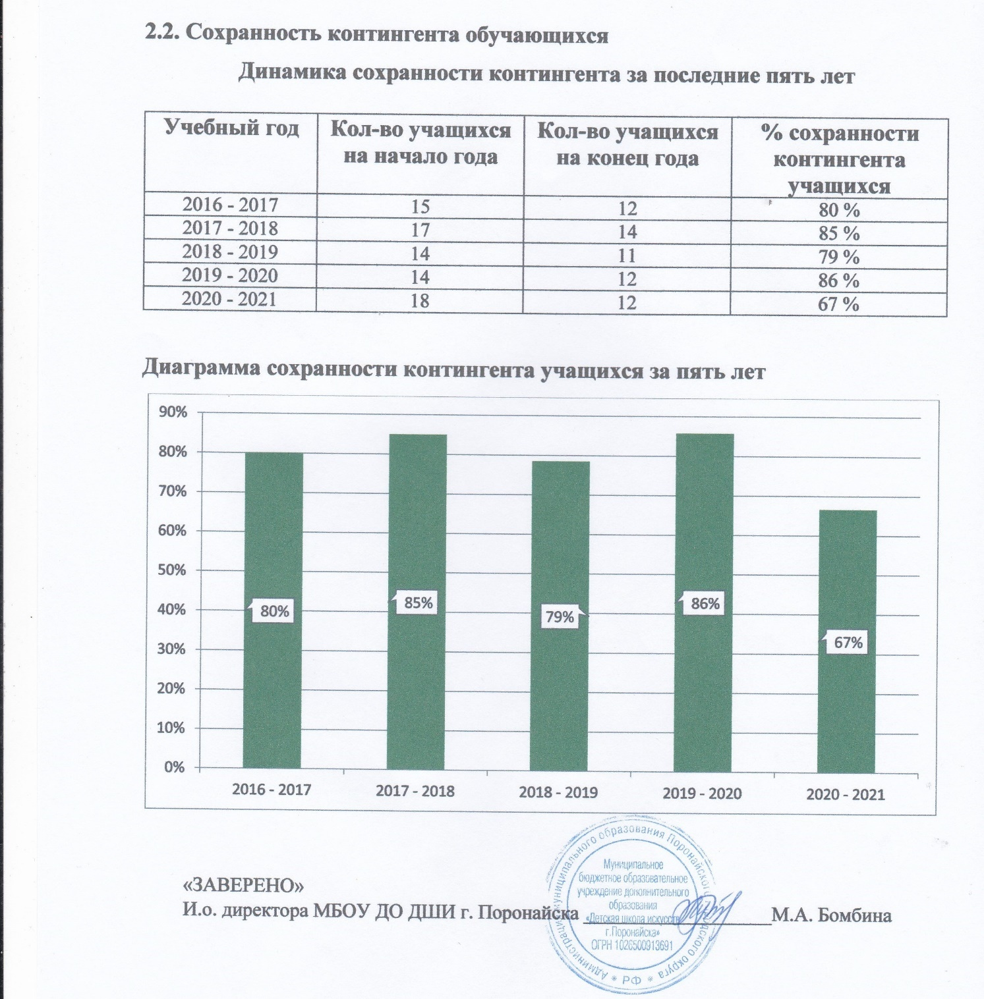 2.2. Сохранность контингента обучающихся
Динамика сохранности контингента за последние пять лет
Учебный год Кол-во учащихся на начало года Кол-во учащихся на конец года % сохранности контингента учащихся
2016 - 2017 15 12 80 %
2017 - 2018 17 14 85 %
2018 - 2019 14 11 79 %
2019 - 2020 14 12 86 %
2020 - 2021 18 12 67 %
Диаграмма сохранности контингента учащихся за пять лет
90%
80%
70%
60%
50%
40%
30%
20%
10%
0%
80% 85% 79% 86% 67%
2016 - 2017 2017 - 2018 2018 - 2019 2019 - 2020 2020 - 2021
«ЗАВЕРЕНО»
И.о. директора МБОУ ДО ДШИ г. Поронайска М.А. Бомбина
Администрация муниципального образования Поронайского городского округа * РФ *
Муниципальное
бюджетное образовательное
учреждение дополнительного
образования
«Детская школа искусств
г.Поронайска»
ОГРН 1026500913691